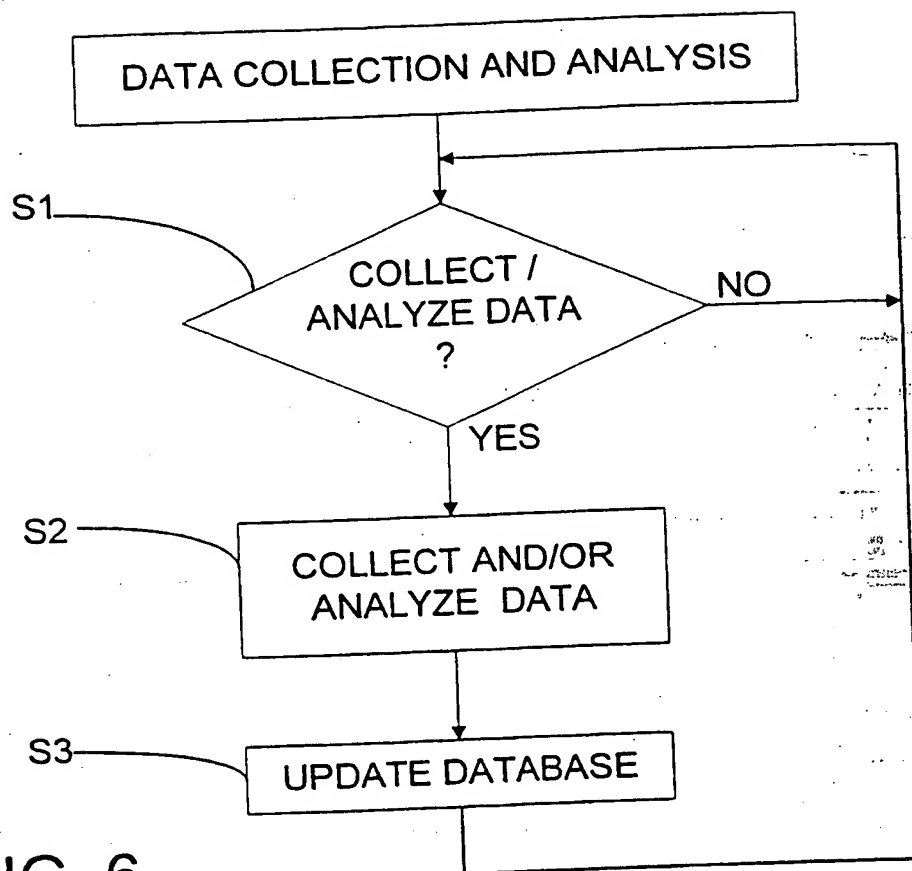 DATA COLLECTION AND ANALYSIS
S1
COLLECT /
ANALYZE DATA
?
NO
YES
S2
COLLECT AND/OR
ANALYZE DATA
S3
UPDATE DATABASE